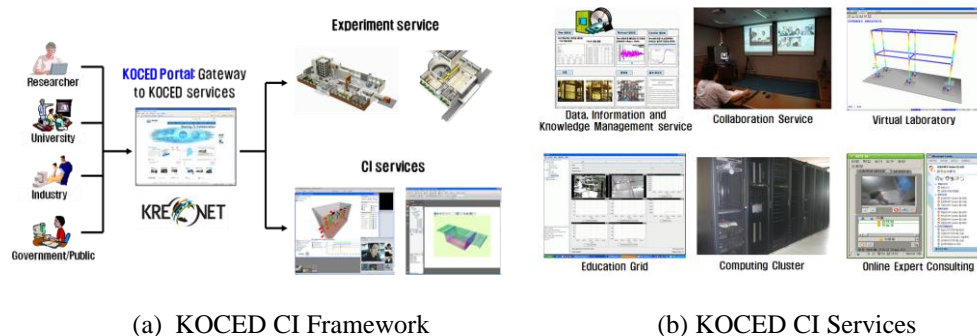 Experiment service
KOCED Portal: Gateway
to KOCED services
Researcher
University
Industry
Government/Public
KREONET
CI services
Data, Information and
Knowledge Management service
Collaboration Service
Virtual Laboratory
Education Grid
Computing Cluster
Online Expert Consulting
(a) KOCED CI Framework
(b) KOCED CI Services